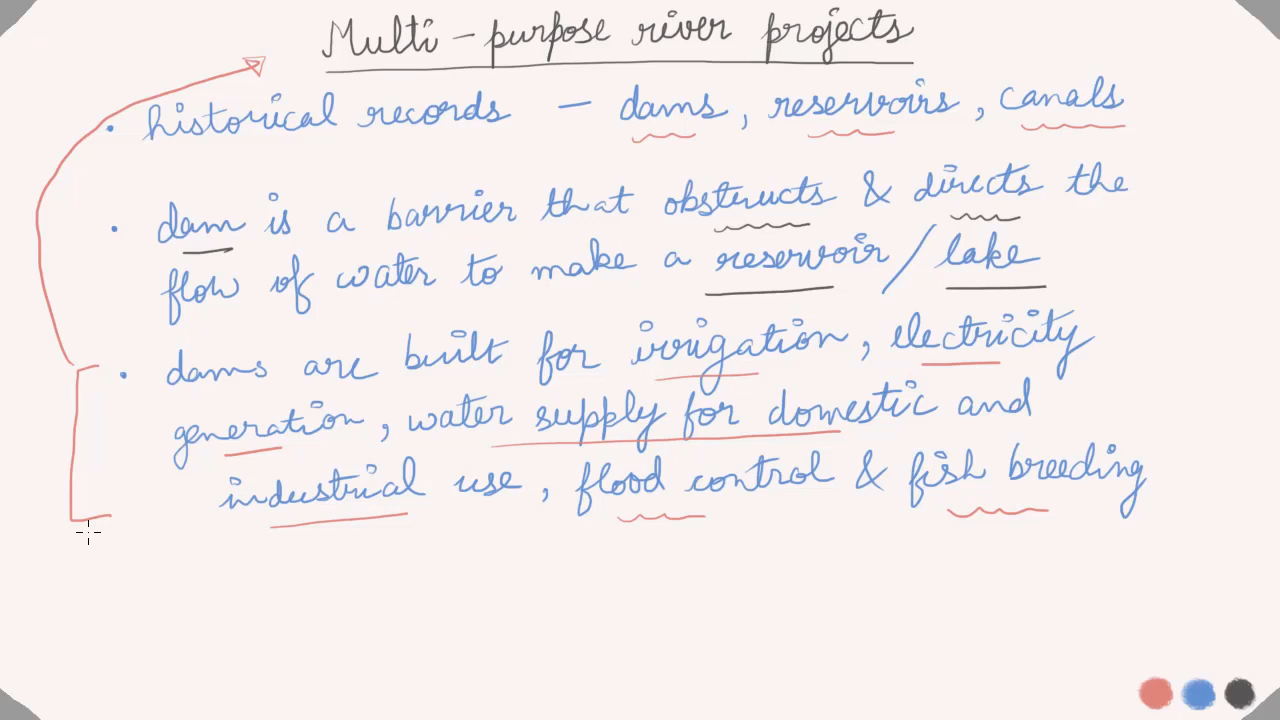 Multi-purpose river projects
• historical records - dams, reservoirs, canals
• dam is a barrier that obstructs & directs the
flow of water to make a reservoir/lake
• dams are built for irrigation, electricity
generation, water supply for domestic and
industrial use, flood control & fish breeding